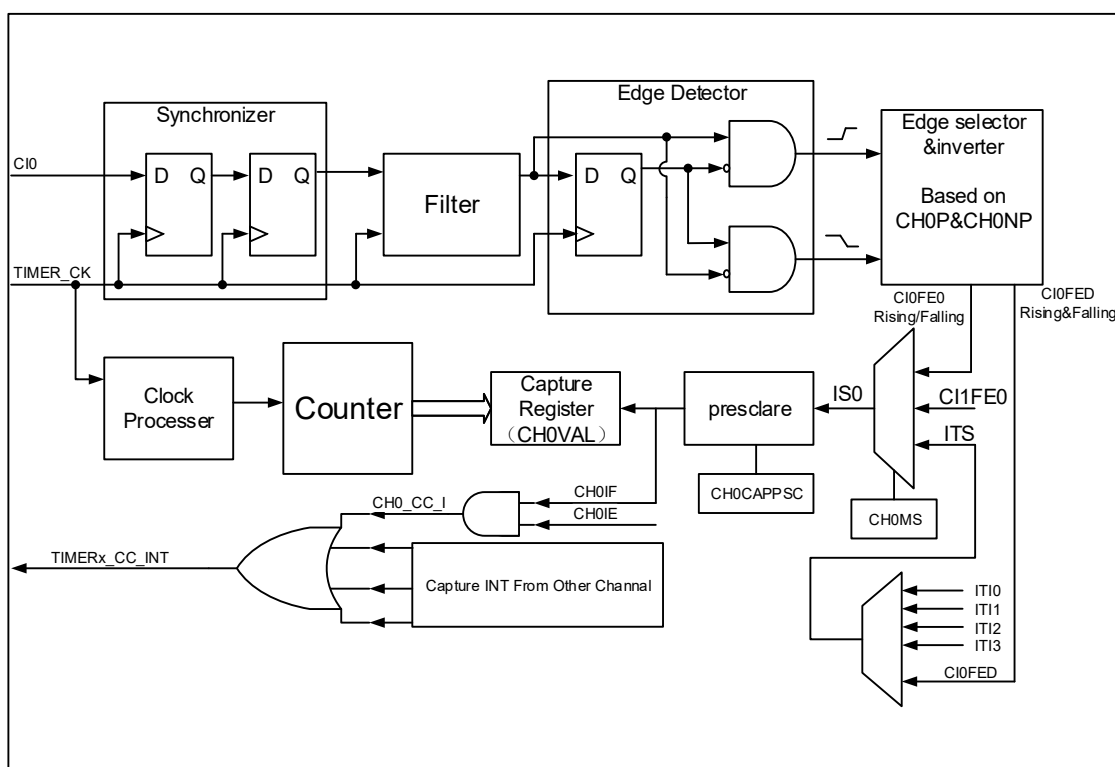 Synchronizer
Edge Detector
Edge selector
&inverter
Based on
CH0P&CH0NP
CI0
D Q
D Q
Filter
D Q
TIMER_CK
CI0FE0
Rising/Falling
CI0FED
Rising&Falling
Clock
Processer
Counter
Capture
Register
(CH0VAL)
presclare
IS0
CI1FE0
ITS
CH0CAPPSC
CH0MS
CH0_CC_I
CH0IF
CH0IE
TIMERx_CC_INT
Capture INT From Other Channel
ITI0
ITI1
ITI2
ITI3
CI0FED